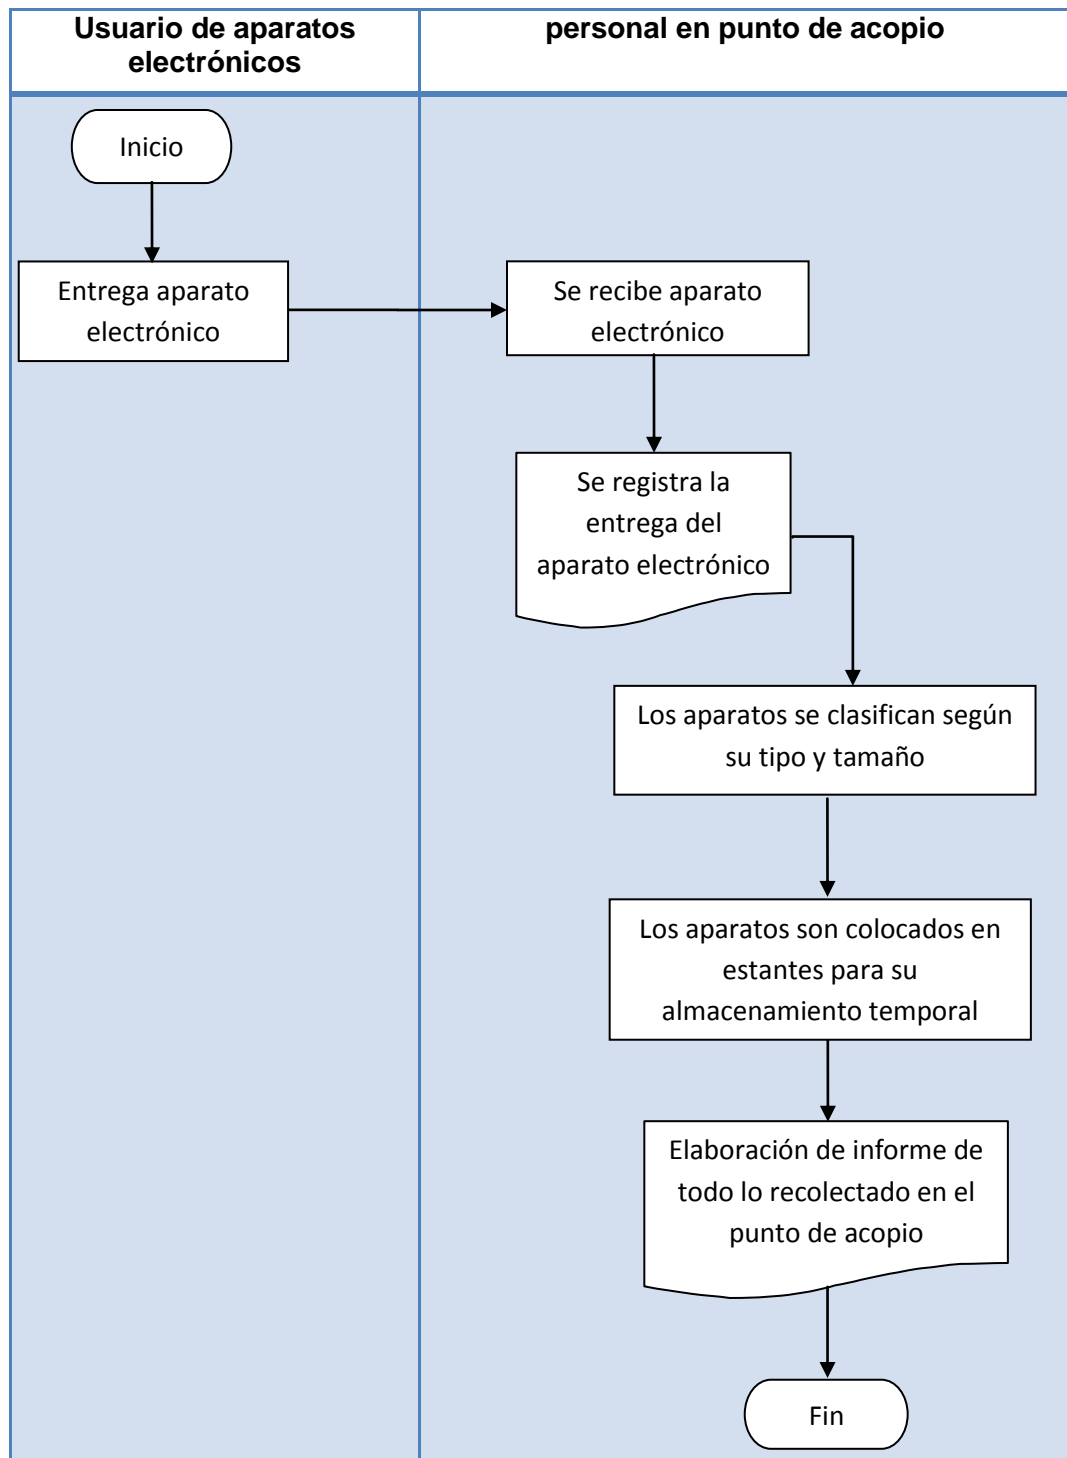 Usuario de aparatos
electrónicos
personal en punto de acopio
Inicio
Entrega aparato
electrónico
Se recibe aparato
electrónico
Se registra la
entrega del
aparato electrónico
Los aparatos se clasifican según
su tipo y tamaño
Los aparatos son colocados en
estantes para su
almacenamiento temporal
Elaboración de informe de
todo lo recolectado en el
punto de acopio
Fin